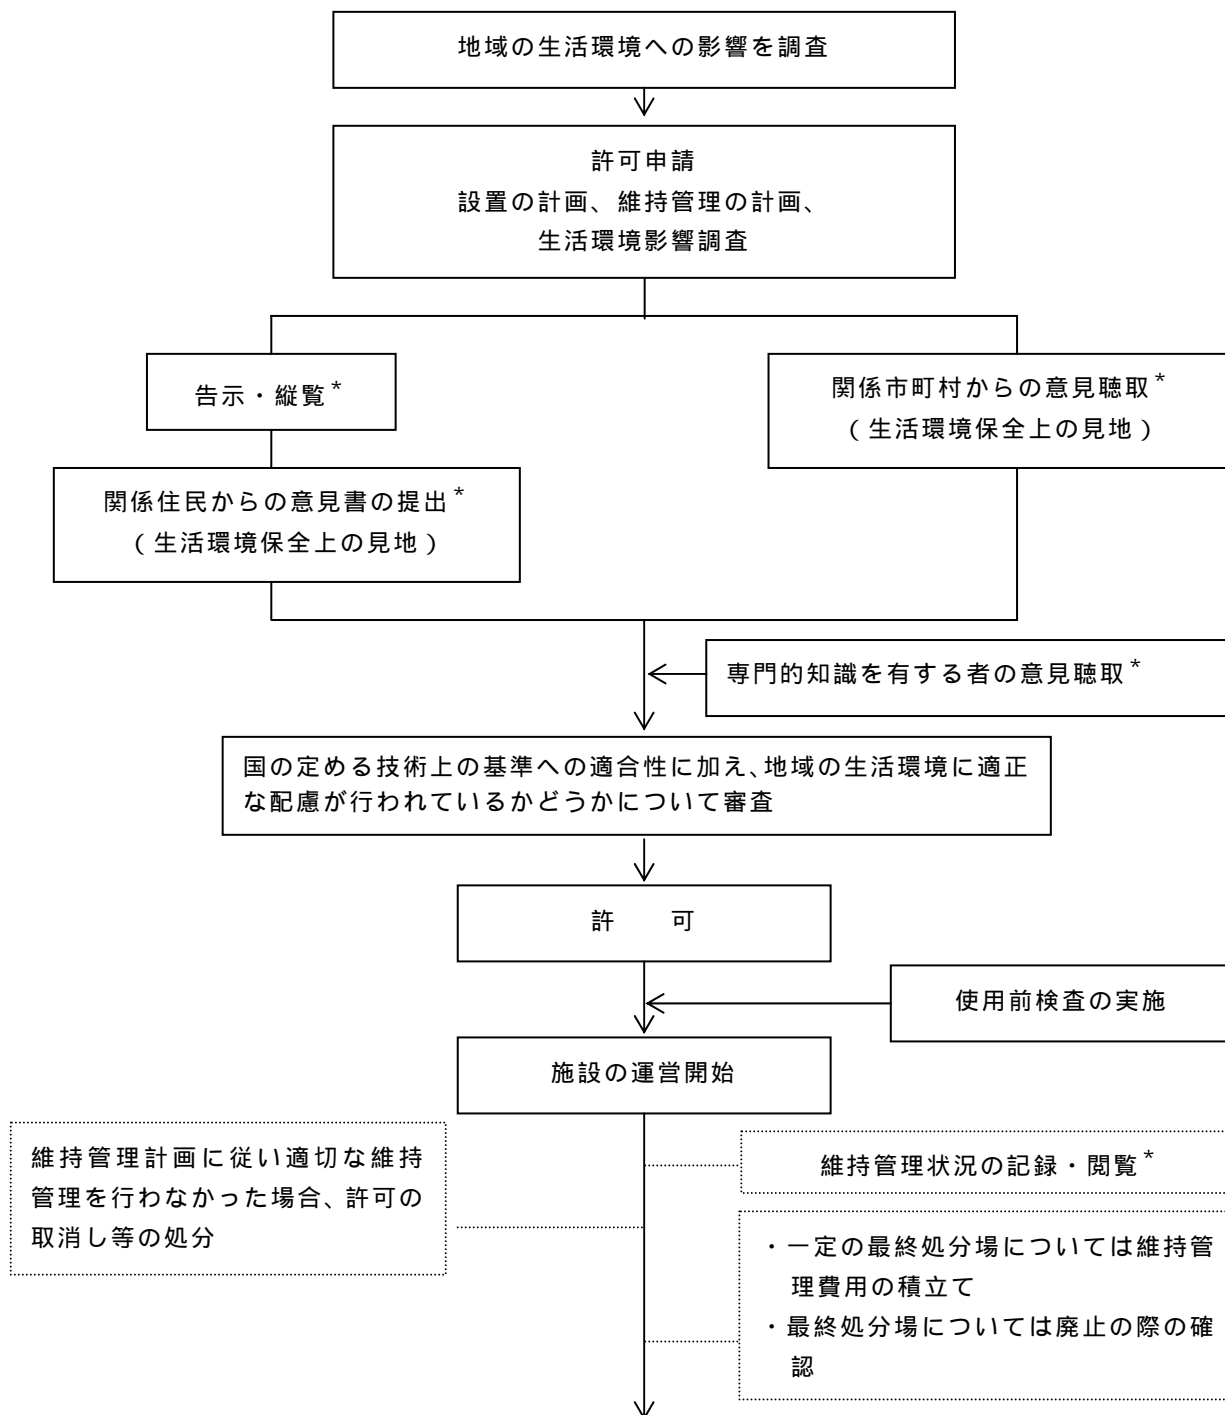 地域の生活環境への影響を調査
許可申請
設置の計画、維持管理の計画、
生活環境影響調査
告示・縦覧*
関係市町村からの意見聴取*
(生活環境保全上の見地)
関係住民からの意見書の提出*
(生活環境保全上の見地)
専門的知識を有する者の意見聴取*
国の定める技術上の基準への適合性に加え、地域の生活環境に適正
な配慮が行われているかどうかについて審査
許　可
使用前検査の実施
施設の運営開始
維持管理計画に従い適切な維持
管理を行わなかった場合、許可の
取消し等の処分
維持管理状況の記録・閲覧*
・一定の最終処分場については維持管
理費用の積立て
・最終処分場については廃止の際の確
認